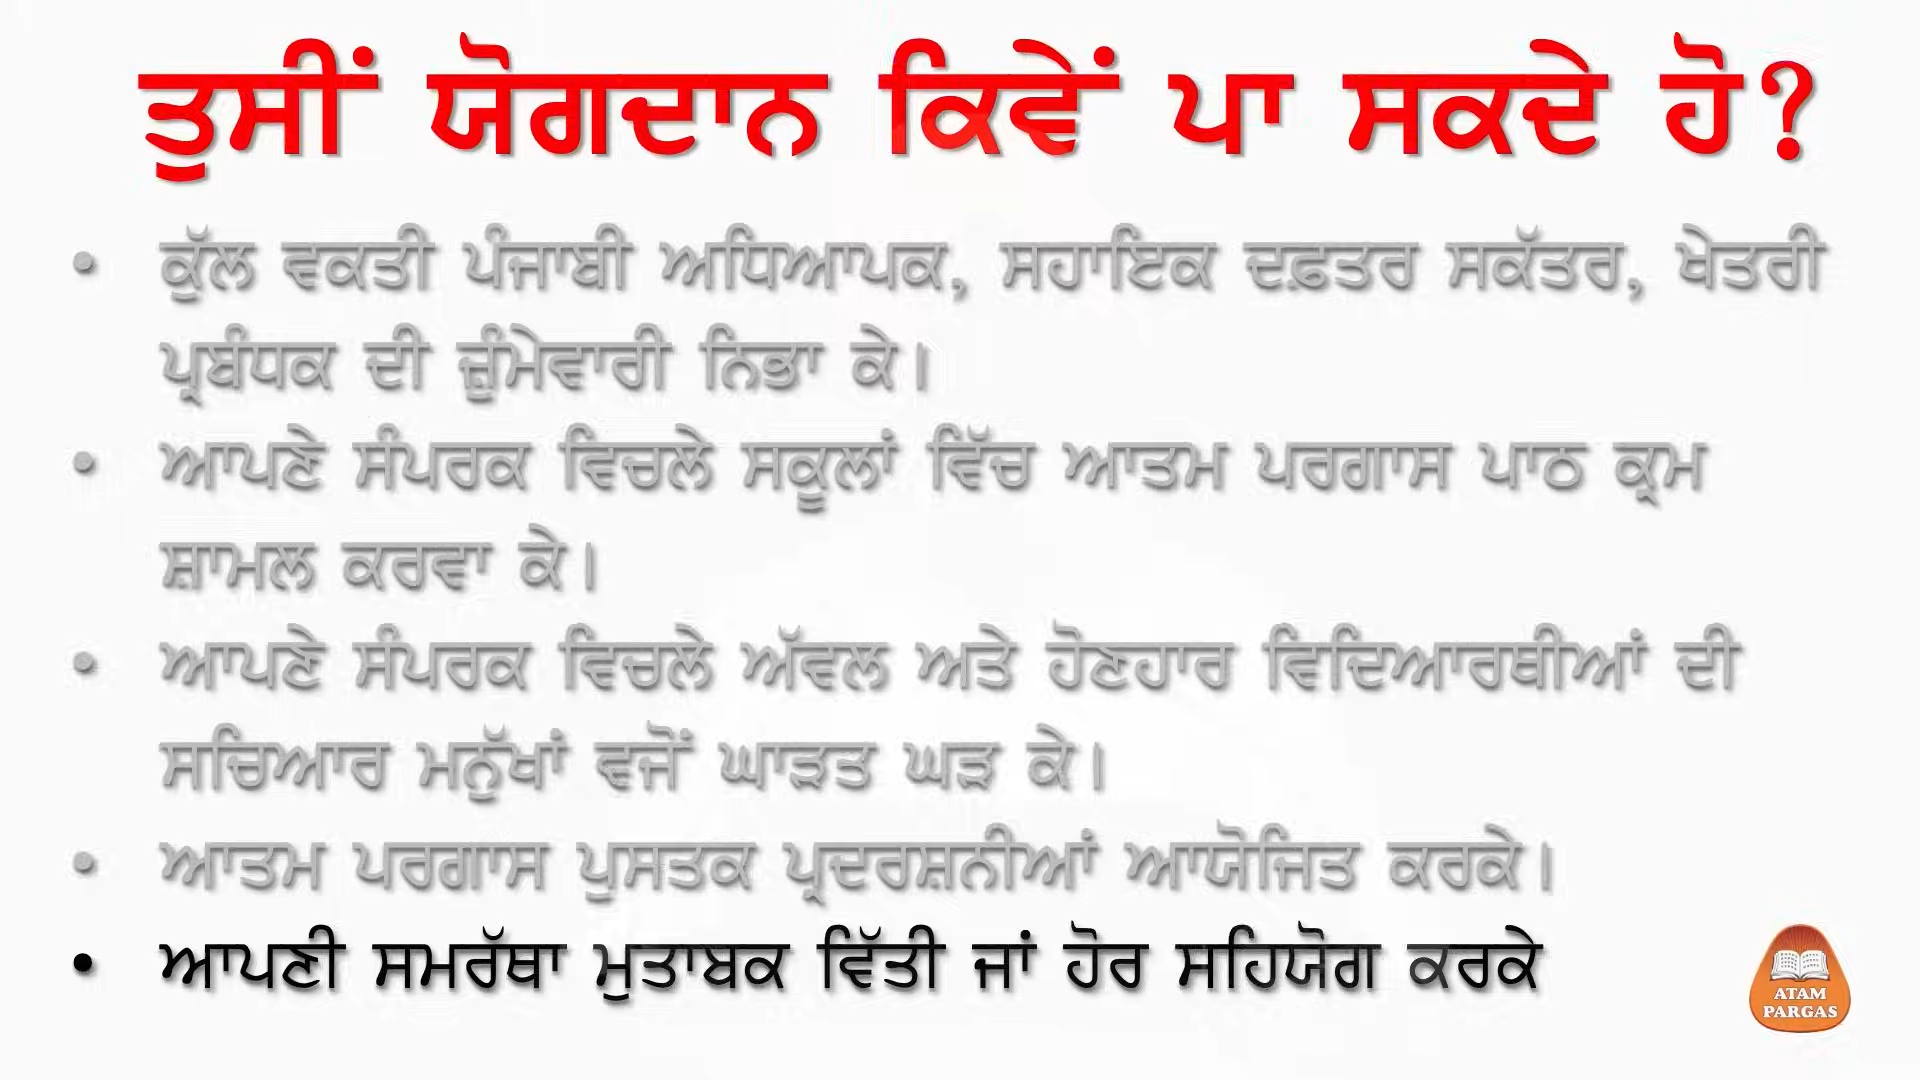 ਤੁਸੀਂ ਯੋਗਦਾਨ ਕਿਵੇਂ ਪਾ ਸਕਦੇ ਹੋ?
• ਕੁੱਲ ਵਕਤੀ ਪੰਜਾਬੀ ਅਧਿਆਪਕ, ਸਹਾਇਕ ਦਫ਼ਤਰ ਸਕੱਤਰ, ਖੇਤਰੀ
ਪ੍ਰਬੰਧਕ ਦੀ ਜ਼ੁੰਮੇਵਾਰੀ ਨਿਭਾ ਕੇ।
• ਆਪਣੇ ਸੰਪਰਕ ਵਿਚਲੇ ਸਕੂਲਾਂ ਵਿੱਚ ਆਤਮ ਪਰਗਾਸ ਪਾਠ ਕ੍ਰਮ
ਸ਼ਾਮਲ ਕਰਵਾ ਕੇ।
• ਆਪਣੇ ਸੰਪਰਕ ਵਿਚਲੇ ਅੱਵਲ ਅਤੇ ਹੋਣਹਾਰ ਵਿਦਿਆਰਥੀਆਂ ਦੀ
ਸਚਿਆਰ ਮਨੁੱਖਾਂ ਵਜੋਂ ਘਾੜਤ ਘੜ ਕੇ।
• ਆਤਮ ਪਰਗਾਸ ਪੁਸਤਕ ਪ੍ਰਦਰਸ਼ਨੀਆਂ ਆਯੋਜਿਤ ਕਰਕੇ।
• ਆਪਣੀ ਸਮਰੱਥਾ ਮੁਤਾਬਕ ਵਿੱਤੀ ਜਾਂ ਹੋਰ ਸਹਿਯੋਗ ਕਰਕੇ
ATAM
PARGAS